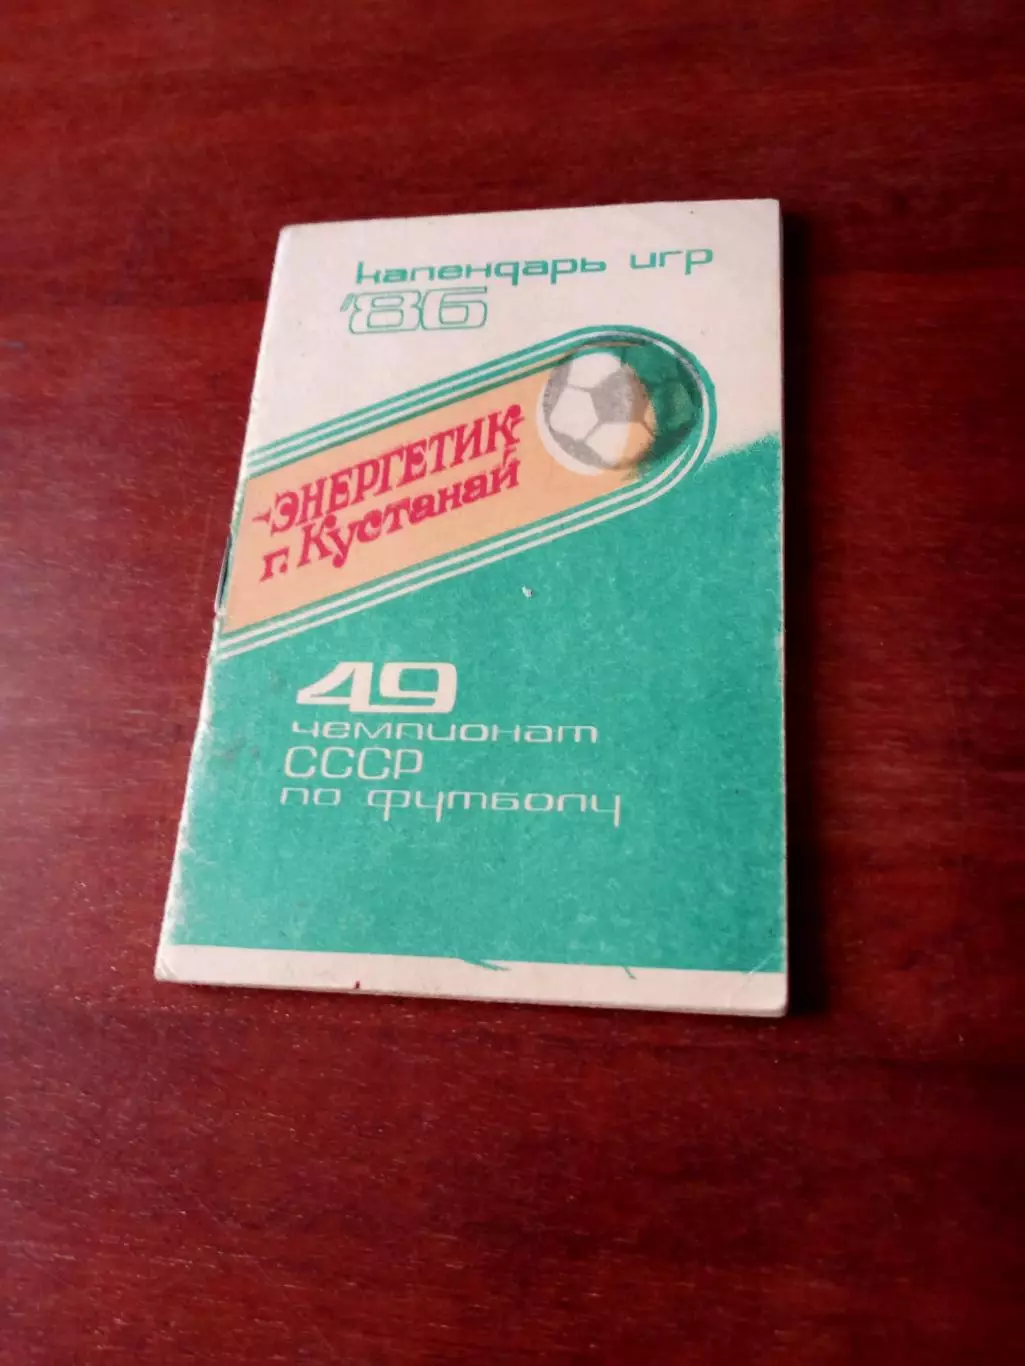 календарь игр
'86
"ЭНЕРГЕТИК"
г. Кустанай
49
чемпионат
СССР
по футболу